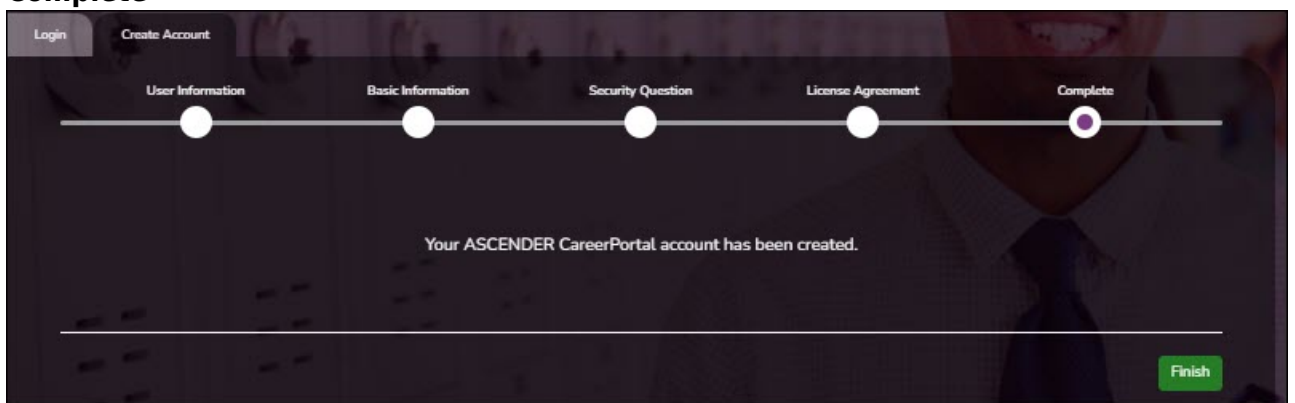 Complete
Login Create Account
User Information Basic Information Security Question License Agreement Complete
Your ASCENDER CareerPortal account has been created.
Finish